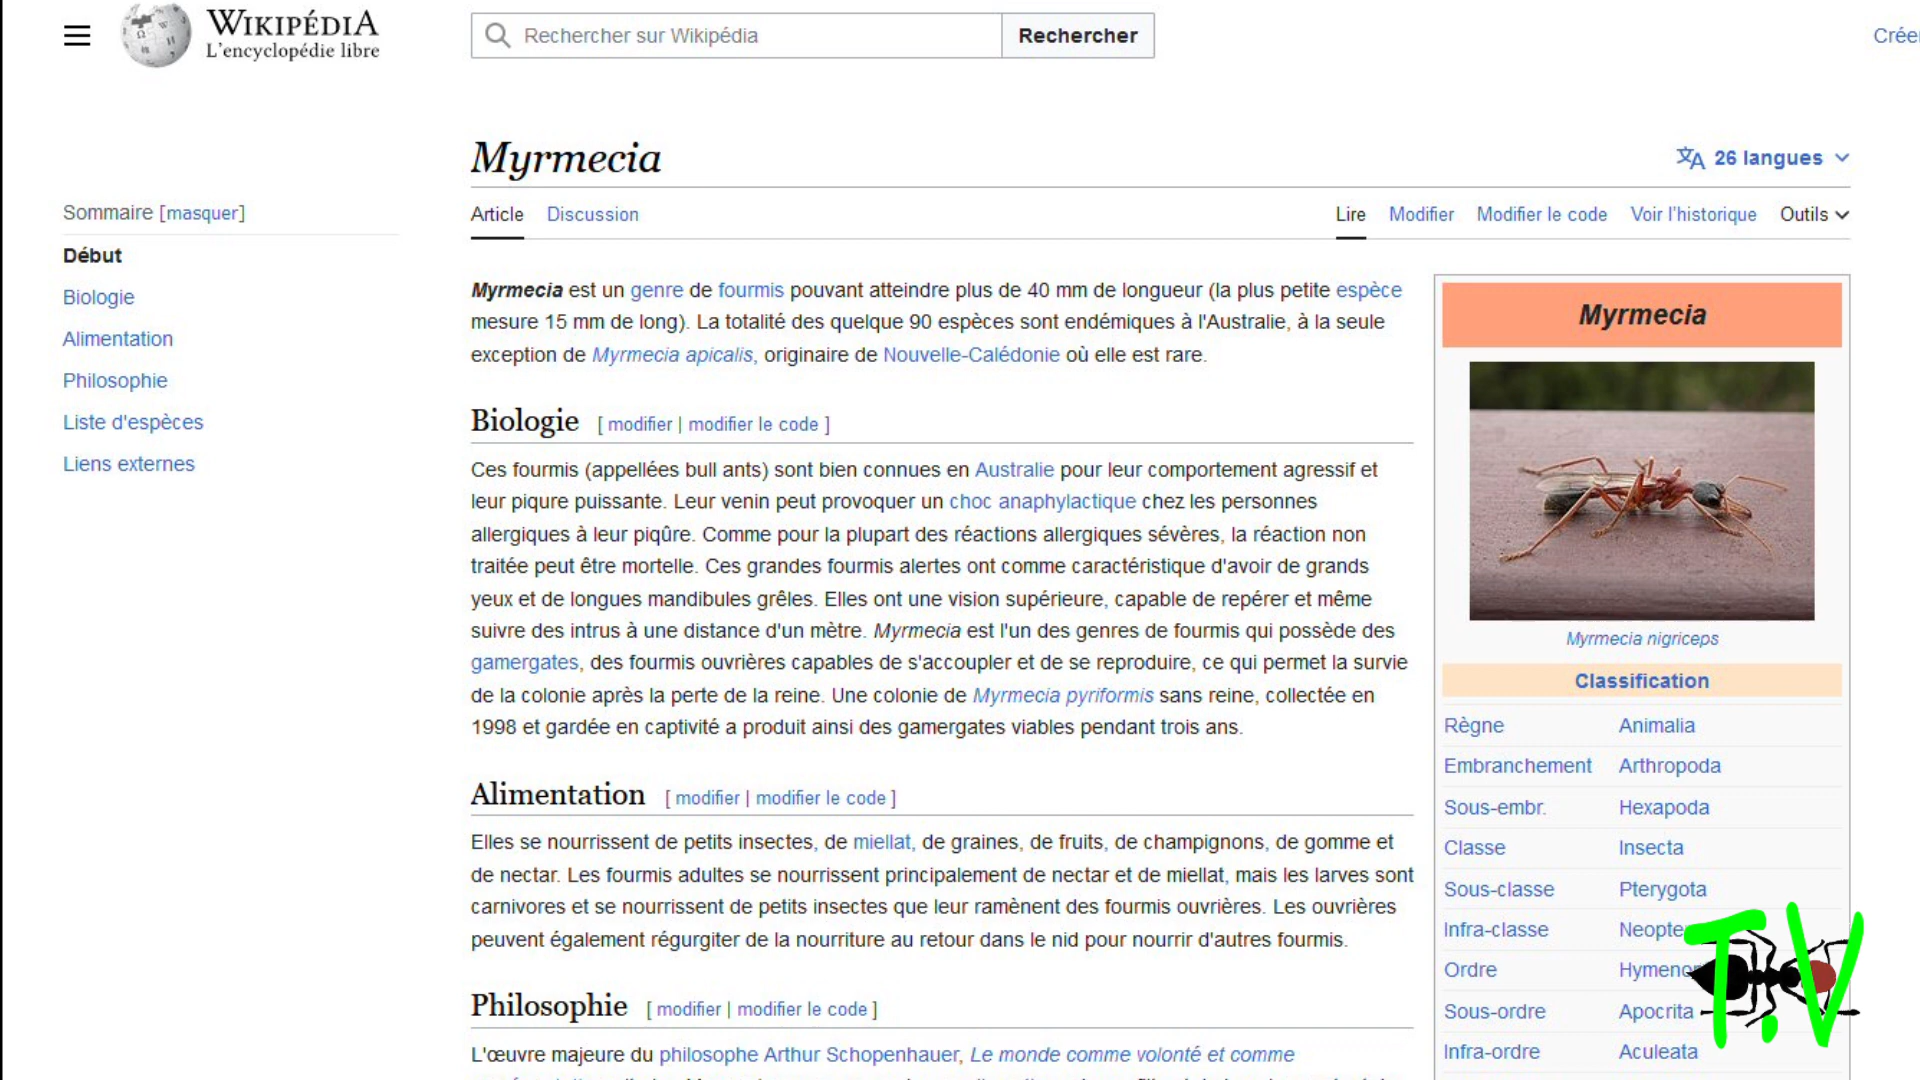 WIKIPÉDIA
L'encyclopédie libre
Rechercher sur Wikipédia
Rechercher
Myrmecia
26 langues
Sommaire [masquer]
Début
Biologie
Alimentation
Philosophie
Liste d'espèces
Liens externes
Article Discussion
Lire Modifier Modifier le code Voir l'historique Outils
Myrmecia est un genre de fourmis pouvant atteindre plus de 40 mm de longueur (la plus petite espèce
mesure 15 mm de long). La totalité des quelque 90 espèces sont endémiques à l'Australie, à la seule
exception de Myrmecia apicalis, originaire de Nouvelle-Calédonie où elle est rare.
Biologie [ modifier | modifier le code ]
Ces fourmis (appellées bull ants) sont bien connues en Australie pour leur comportement agressif et
leur piqure puissante. Leur venin peut provoquer un choc anaphylactique chez les personnes
allergiques à leur piqûre. Comme pour la plupart des réactions allergiques sévères, la réaction non
traitée peut être mortelle. Ces grandes fourmis alertes ont comme caractéristique d'avoir de grands
yeux et de longues mandibules grêles. Elles ont une vision supérieure, capable de repérer et même
suivre des intrus à une distance d'un mètre. Myrmecia est l'un des genres de fourmis qui possède des
gamergates, des fourmis ouvrières capables de s'accoupler et de se reproduire, ce qui permet la survie
de la colonie après la perte de la reine. Une colonie de Myrmecia pyriformis sans reine, collectée en
1998 et gardée en captivité a produit ainsi des gamergates viables pendant trois ans.
Alimentation [ modifier | modifier le code ]
Elles se nourrissent de petits insectes, de miellat, de graines, de fruits, de champignons, de gomme et
de nectar. Les fourmis adultes se nourrissent principalement de nectar et de miellat, mais les larves sont
carnivores et se nourrissent de petits insectes que leur ramènent des fourmis ouvrières. Les ouvrières
peuvent également régurgiter de la nourriture au retour dans le nid pour nourrir d'autres fourmis.
Philosophie [ modifier | modifier le code ]
L'œuvre majeure du philosophe Arthur Schopenhauer, Le monde comme volonté et comme
Myrmecia
Myrmecia nigriceps
Classification
Règne Animalia
Embranchement Arthropoda
Sous-embr. Hexapoda
Classe Insecta
Sous-classe Pterygota
Infra-classe
Ordre
Sous-ordre Apocrita
Infra-ordre Aculeata
T.V